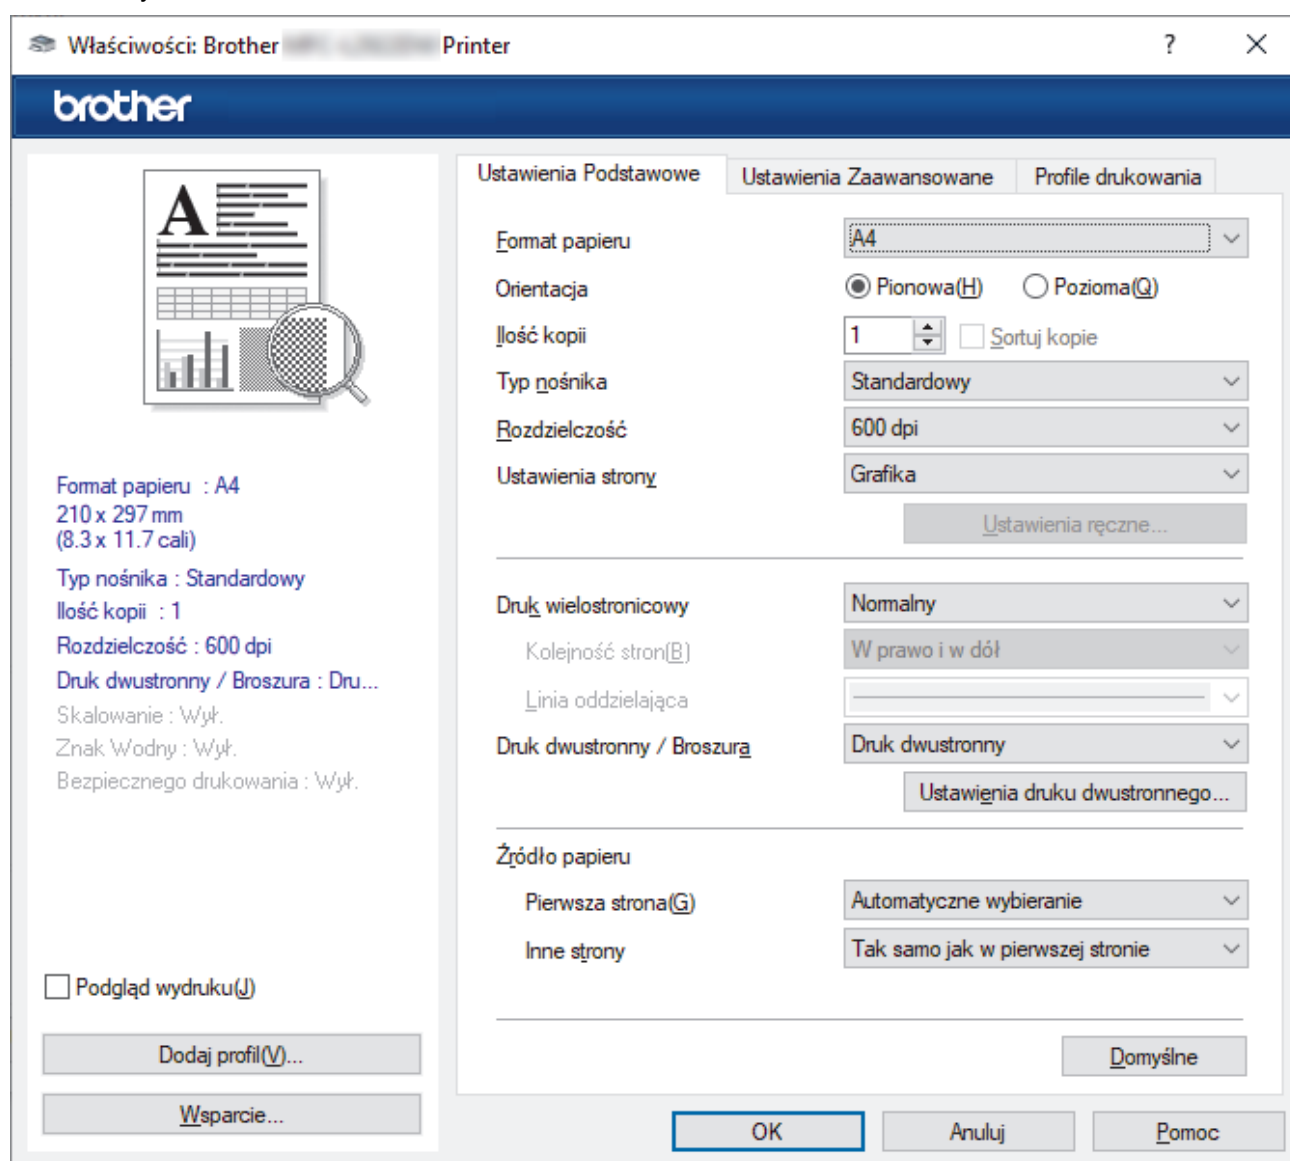 Właściwości: Brother Printer
?
brother
A
Format papieru : A4
210 x 297 mm
(8.3 x 11.7 cali)
Typ nośnika : Standardowy
Ilość kopii : 1
Rozdzielczość : 600 dpi
Druk dwustronny / Broszura : Dru...
Skalowanie : Wył.
Znak Wodny : Wył.
Bezpiecznego drukowania : Wył.
Podgląd wydruku(J)
Dodaj profil(V)...
Wsparcie...
Ustawienia Podstawowe Ustawienia Zaawansowane Profile drukowania
Format papieru A4
Orientacja Pionowa(H) Pozioma(Q)
Ilość kopii 1 Sortuj kopie
Typ nośnika Standardowy
Rozdzielczość 600 dpi
Ustawienia strony Grafika
Ustawienia ręczne...
Druk wielostronicowy Normalny
Kolejność stron(B) W prawo i w dół
Linia oddzielająca
Druk dwustronny / Broszura Druk dwustronny
Ustawienia druku dwustronnego...
Źródło papieru
Pierwsza strona(G) Automatyczne wybieranie
Inne strony Tak samo jak w pierwszej stronie
Domyślne
OK Anuluj Pomoc